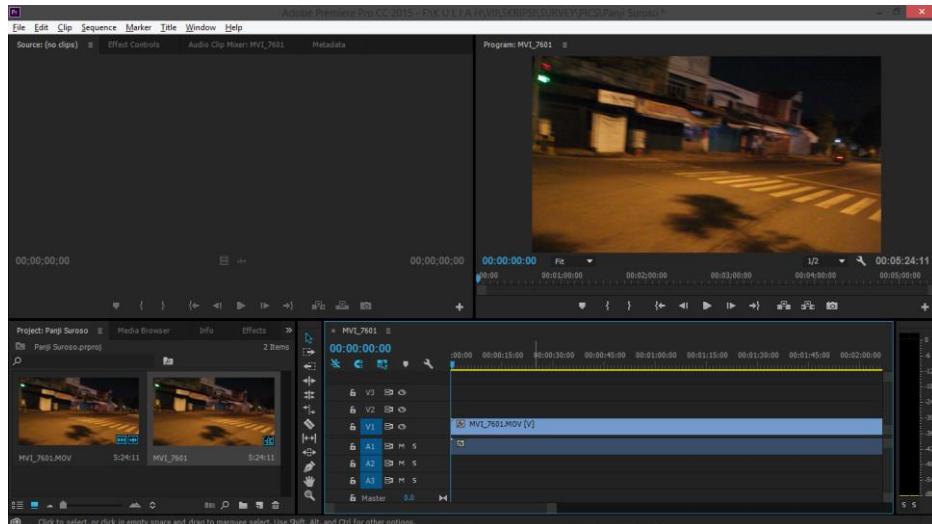 Adobe Premiere Pro CC 2015 - F:\K U L I A H\VII\SKRIPSI\SURVEY\PICS\Panji Suroso *
File Edit Clip Sequence Marker Title Window Help
Source: (no clips) Effect Controls Audio Clip Mixer: MVI_7601 Metadata
Program: MVI_7601
00;00;00;00
00;00;00;00
00:00:00:00 Fit 1/2 00:05:24:11
00:00 00:01:00:00 00:02:00:00 00:03:00:00 00:04:00:00 00:05:00:00
Project: Panji Suroso Media Browser Info Effects
Panji Suroso.prproj 2 Items
MVI_7601.MOV 5:24:11
MVI_7601 5:24:11
MVI_7601
00:00:00:00
:00:00 00:00:15:00 00:00:30:00 00:00:45:00 00:01:00:00 00:01:15:00 00:01:30:00 00:01:45:00 00:02:00:00
V3
V2
V1 MVI_7601.MOV [V]
A1 M S
A2 M S
A3 M S
Master 0.0
S S
Click to select, or click in empty space and drag to marquee select. Use Shift, Alt, and Ctrl for other options.